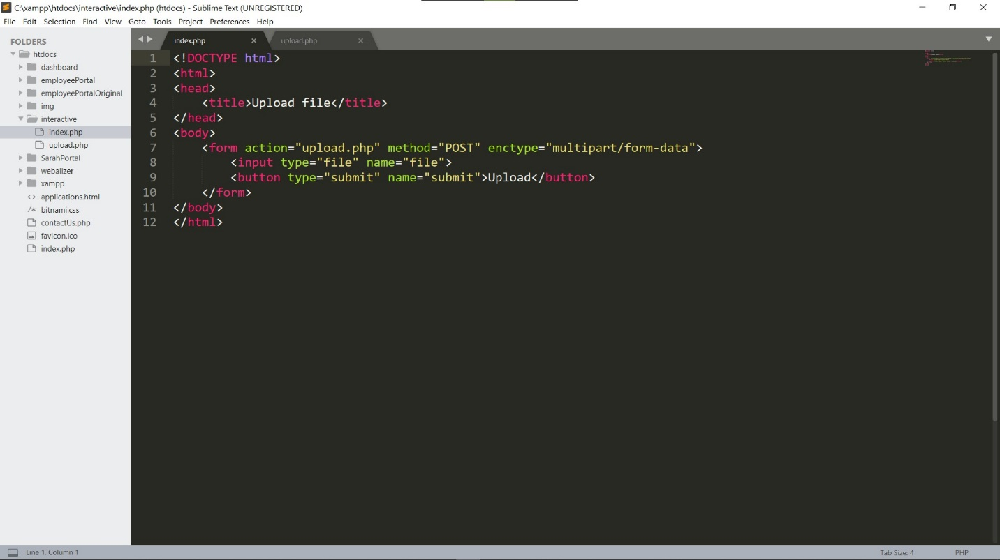 C:\xampp\htdocs\interactive\index.php (htdocs) - Sublime Text (UNREGISTERED)
File Edit Selection Find View Goto Tools Project Preferences Help
FOLDERS
htdocs
dashboard
employeePortal
employeePortalOriginal
img
interactive
index.php
upload.php
SarahPortal
webalizer
xampp
applications.html
bitnami.css
contactUs.php
favicon.ico
index.php
index.php upload.php
1 <!DOCTYPE html>
2 <html>
3 <head>
4     <title>Upload file</title>
5 </head>
6 <body>
7     <form action="upload.php" method="POST" enctype="multipart/form-data">
8         <input type="file" name="file">
9         <button type="submit" name="submit">Upload</button>
10     </form>
11 </body>
12 </html>
Line 1, Column 1 Tab Size: 4 PHP